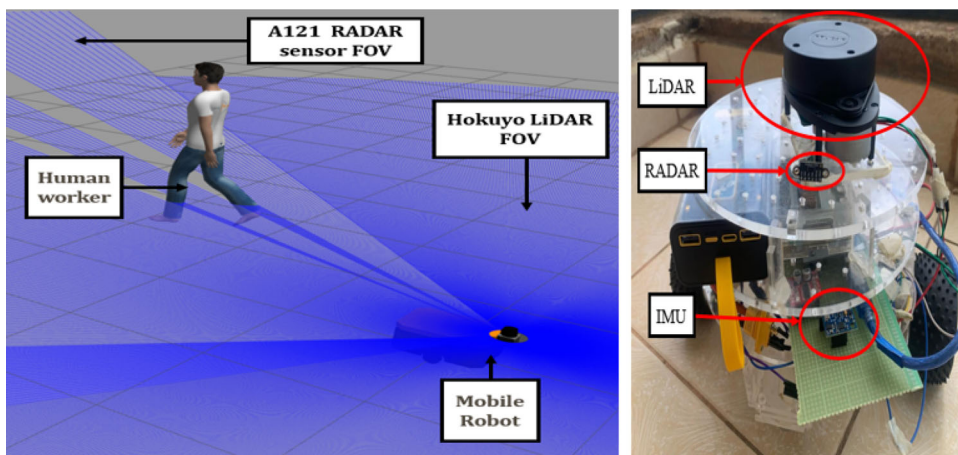 A121 RADAR
sensor FOV
Hokuyo LiDAR
FOV
Human
worker
Mobile
Robot
LiDAR
RADAR
IMU